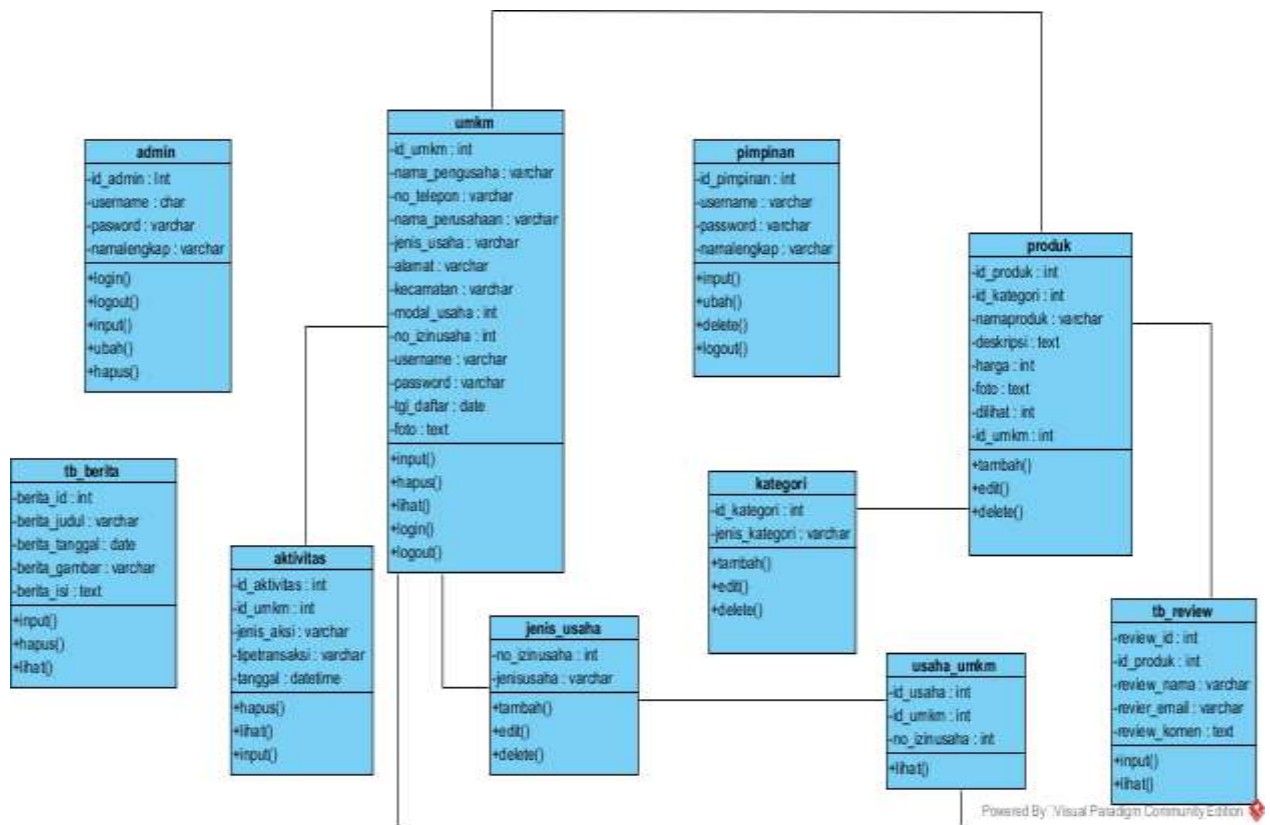 umkm
-id_umkm : int
-nama_pengusaha : varchar
-no_telepon : varchar
-nama_perusahaan : varchar
-jenis_usaha : varchar
-alamat : varchar
-kecamatan : varchar
-modal_usaha : int
-no_izinusaha : int
-username : varchar
-password : varchar
-tgl_daftar : date
-foto : text
+input()
+hapus()
+lihat()
+login()
+logout()
admin
-id_admin : Int
-username : char
-pasword : varchar
-namalengkap : varchar
+login()
+logout()
+input()
+ubah()
+hapus()
pimpinan
-id_pimpinan : int
-username : varchar
-password : varchar
-namalengkap : varchar
+input()
+ubah()
+delete()
+logout()
produk
-id_produk : int
-id_kategori : int
-namaproduk : varchar
-deskripsi : text
-harga : int
-foto : text
-dilihat : int
-id_umkm : int
+tambah()
+edit()
+delete()
tb_berita
-berita_id : int
-berita_judul : varchar
-berita_tanggal : date
-berita_gambar : varchar
-berita_isi : text
+input()
+hapus()
+lihat()
kategori
-id_kategori : int
-jenis_kategori : varchar
+tambah()
+edit()
+delete()
aktivitas
-id_aktivitas : int
-id_umkm : int
-jenis_aksi : varchar
-tipetransaksi : varchar
-tanggal : datetime
+hapus()
+lihat()
+input()
jenis_usaha
-no_izinusaha : int
-jenisusaha : varchar
+tambah()
+edit()
+delete()
usaha_umkm
-id_usaha : int
-id_umkm : int
-no_izinusaha : int
+lihat()
tb_review
-review_id : int
-id_produk : int
-review_nama : varchar
-revier_email : varchar
-review_komen : text
+input()
+lihat()
Powered By Visual Paradigm Community Edition